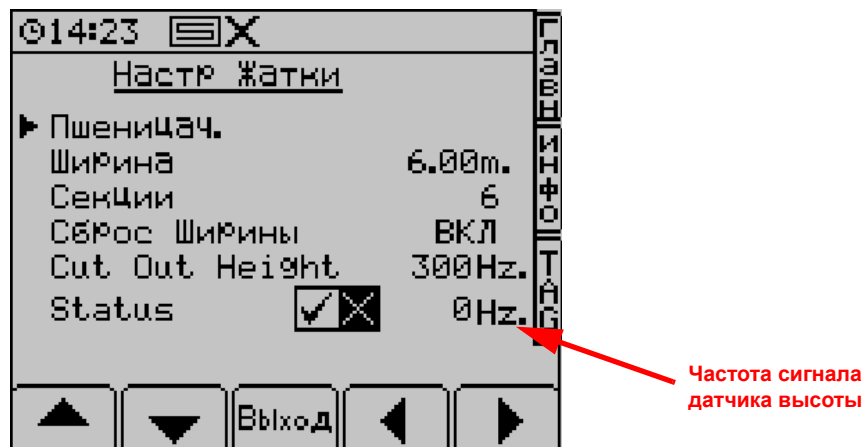 14:23
Настр Жатки
Пшеницач.
Ширина 6.00m.
Секции 6
Сброс Ширины ВКЛ
Cut Out Height 300Hz.
Status 0Hz.
Выход
Главн
ИНФО
TAG
Частота сигнала
датчика высоты